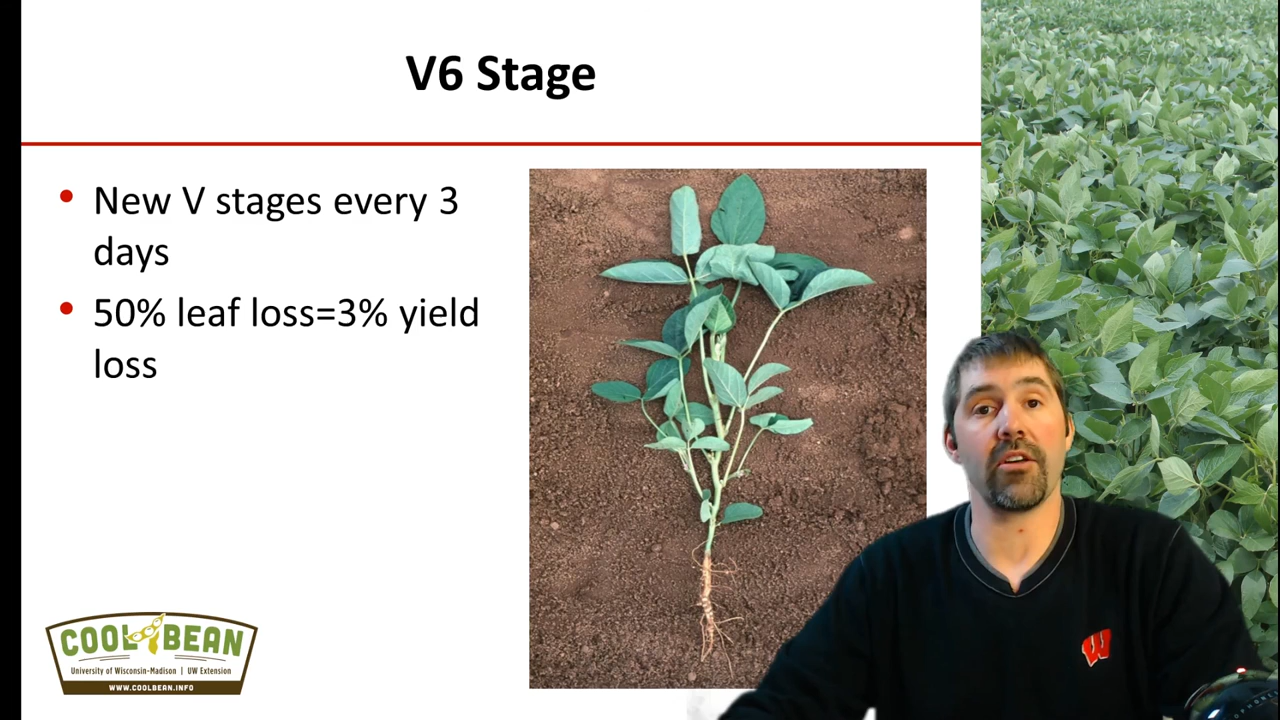 V6 Stage
• New V stages every 3
days
• 50% leaf loss=3% yield
loss
COOL BEAN
University of Wisconsin-Madison | UW Extension
WWW.COOLBEAN.INFO
W